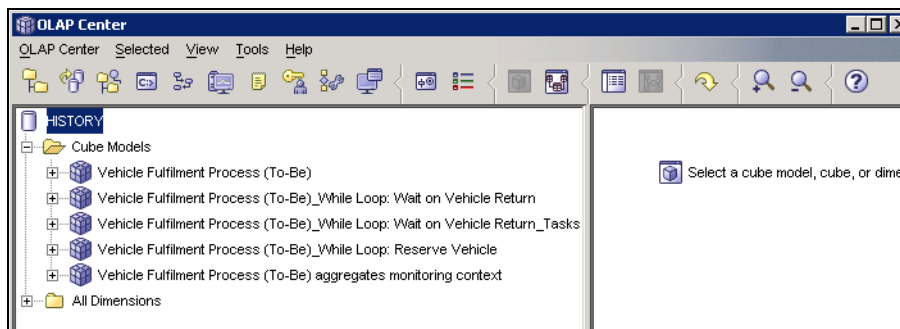 OLAP Center
OLAP Center Selected View Tools Help
HISTORY
Cube Models
Vehicle Fulfilment Process (To-Be)
Vehicle Fulfilment Process (To-Be)_While Loop: Wait on Vehicle Return
Vehicle Fulfilment Process (To-Be)_While Loop: Wait on Vehicle Return_Tasks
Vehicle Fulfilment Process (To-Be)_While Loop: Reserve Vehicle
Vehicle Fulfilment Process (To-Be) aggregates monitoring context
All Dimensions
Select a cube model, cube, or dime